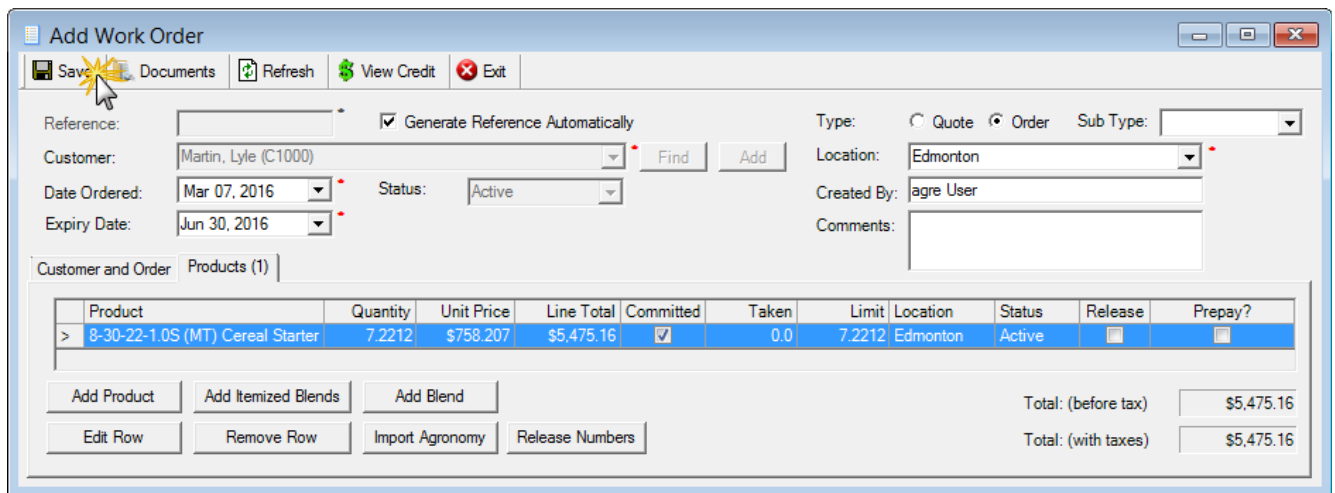 Add Work Order
Save Documents Refresh View Credit Exit
Reference: * Generate Reference Automatically Type: Quote Order Sub Type:
Customer: Martin, Lyle (C1000) * Find Add Location: Edmonton *
Date Ordered: Mar 07, 2016 * Status: Active Created By: agre User
Expiry Date: Jun 30, 2016 * Comments:
Customer and Order Products (1)
Product Quantity Unit Price Line Total Committed Taken Limit Location Status Release Prepay?
> 8-30-22-1.0S (MT) Cereal Starter 7.2212 $758.207 $5,475.16 0.0 7.2212 Edmonton Active
Add Product Add Itemized Blends Add Blend Total: (before tax) $5,475.16
Edit Row Remove Row Import Agronomy Release Numbers Total: (with taxes) $5,475.16